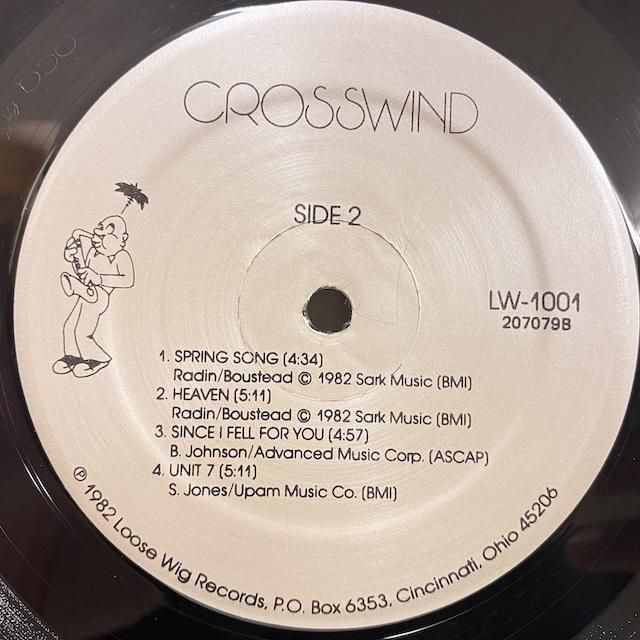 CROSSWIND
SIDE 2
LW-1001
207079B
1. SPRING SONG (4:34)
Radin/Boustead © 1982 Sark Music (BMI)
2. HEAVEN (5:11)
Radin/Boustead © 1982 Sark Music (BMI)
3. SINCE I FELL FOR YOU (4:57)
B. Johnson/Advanced Music Corp. (ASCAP)
4. UNIT 7 (5:11)
S. Jones/Upam Music Co. (BMI)
℗ 1982 Loose Wig Records, P.O. Box 6353, Cincinnati, Ohio 45206